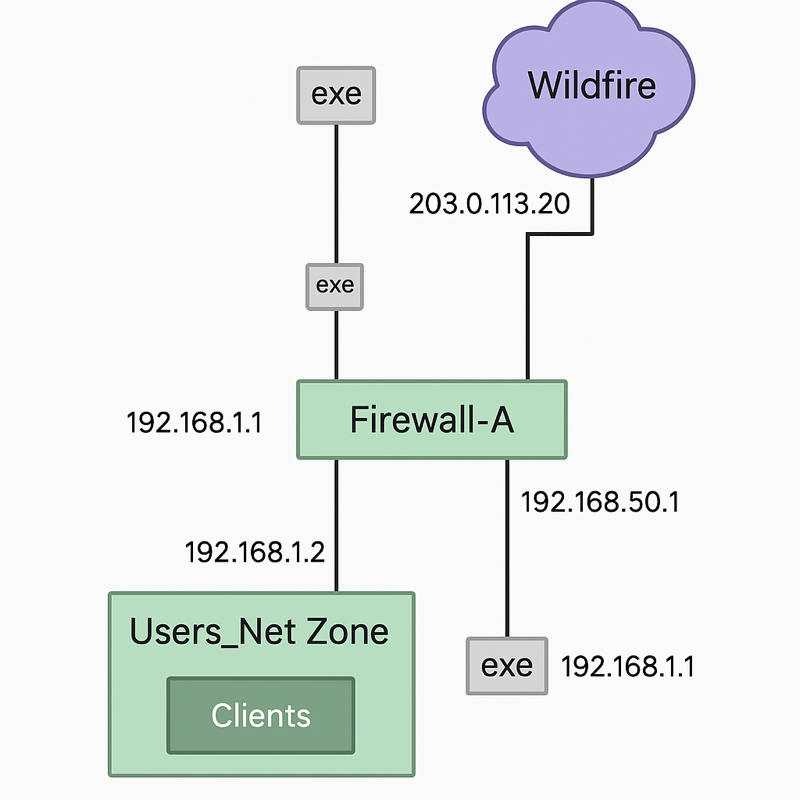 exe
Wildfire
203.0.113.20
exe
192.168.1.1
Firewall-A
192.168.50.1
192.168.1.2
Users_Net Zone
Clients
exe
192.168.1.1